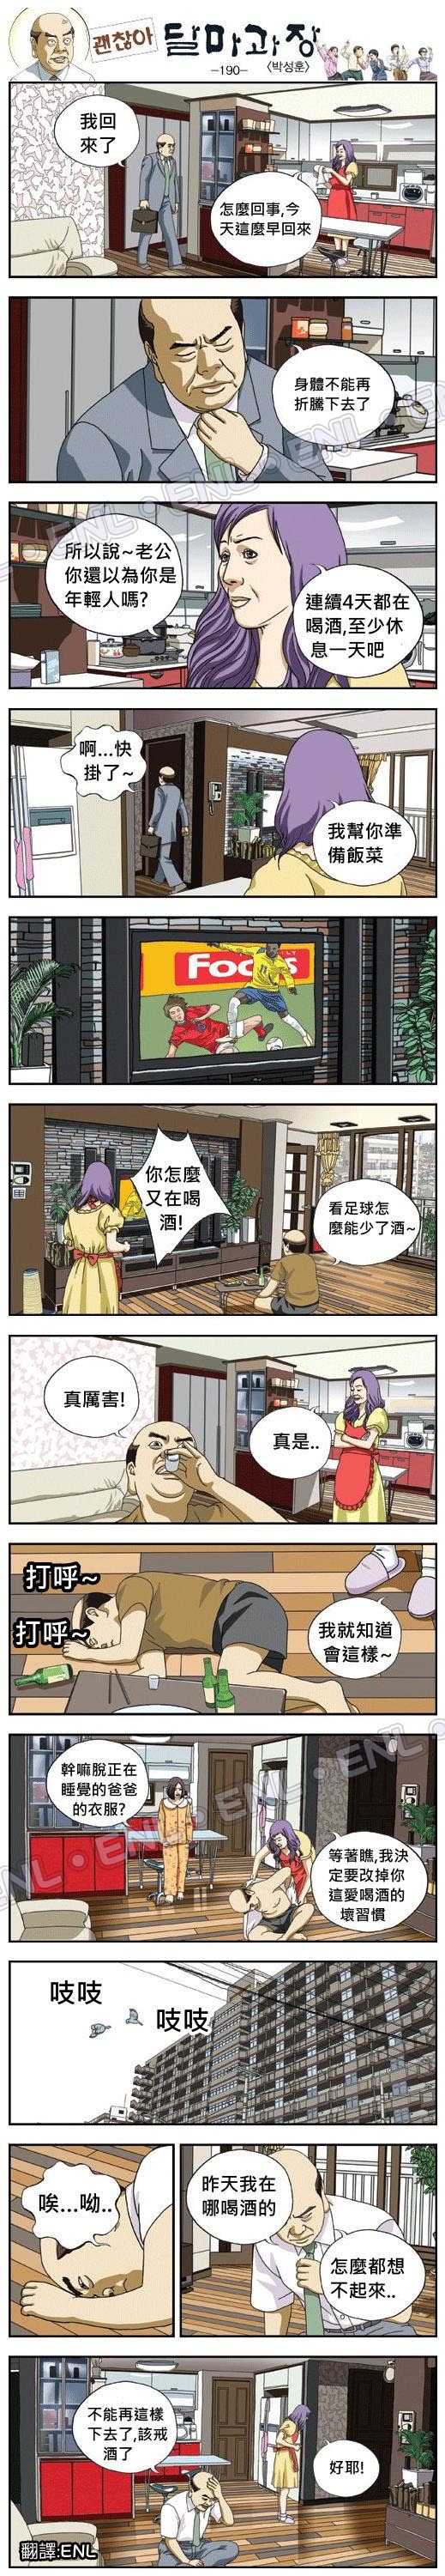 괜찮아 달마과장
-190-
<박성훈>
我回
來了
怎麼回事,今
天這麼早回來
身體不能再
折騰下去了
所以說~老公
你還以為你是
年輕人嗎?
連續4天都在
喝酒,至少休
息一天吧
啊...快
掛了~
我幫你準
備飯菜
你怎麼
又在喝
酒!
看足球怎
麼能少了酒~
真厲害!
真是..
打呼~
打呼~
我就知道
會這樣~
幹嘛脫正在
睡覺的爸爸
的衣服?
等著瞧,我決
定要改掉你
這愛喝酒的
壞習慣
吱吱
吱吱
唉...呦..
昨天我在
哪喝酒的
怎麼都想
不起來..
不能再這樣
下去了,該戒
酒了
好耶!
翻譯:ENL